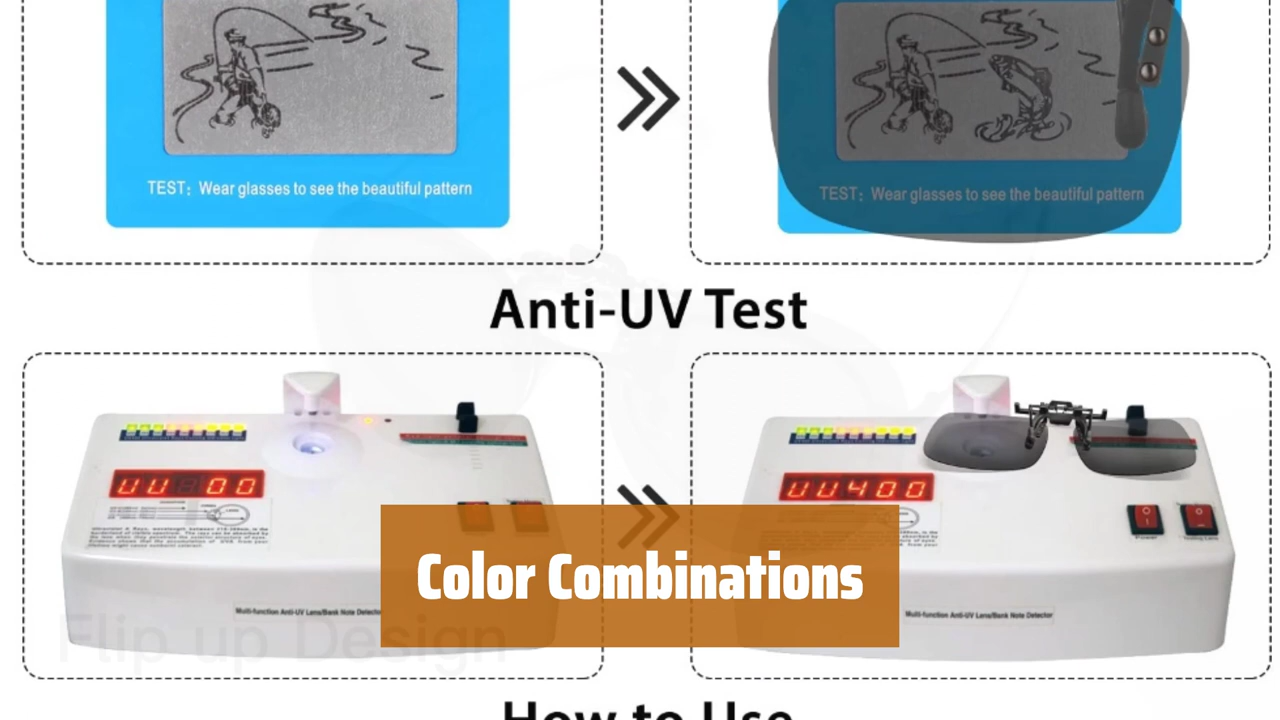 TEST: Wear glasses to see the beautiful pattern
TEST: Wear glasses to see the beautiful pattern
Anti-UV Test
UV 00
UV400
Power
Color Combinations
Multi-function Anti-UV Lens/Bank Note Detector
Multi-function Anti-UV Lens/Bank Note Detector
Flip up Design
How to Use